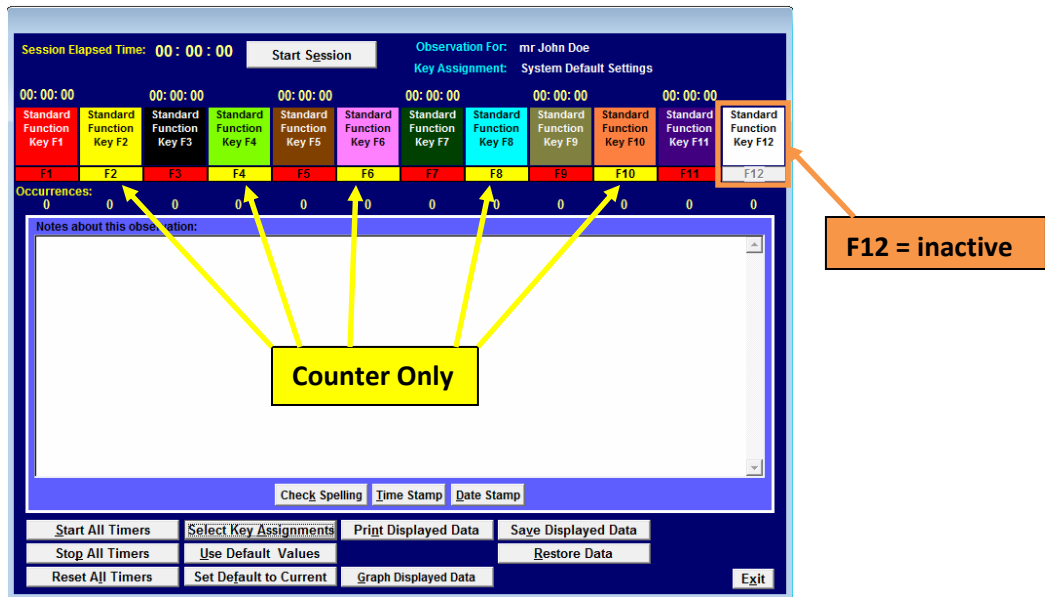 Session Elapsed Time: 00: 00: 00 Start Session Observation For: mr John Doe
Key Assignment: System Default Settings
00: 00: 00 00: 00: 00 00: 00: 00 00: 00: 00 00: 00: 00 00: 00: 00
Standard Standard Standard Standard Standard Standard Standard Standard Standard Standard Standard Standard
Function Function Function Function Function Function Function Function Function Function Function Function
Key F1 Key F2 Key F3 Key F4 Key F5 Key F6 Key F7 Key F8 Key F9 Key F10 Key F11 Key F12
F1 F2 F3 F4 F5 F6 F7 F8 F9 F10 F11 F12
Occurrences:
0 0 0 0 0 0 0 0 0 0 0 0
F12 = inactive
Notes about this observation:
Counter Only
Check Spelling Time Stamp Date Stamp
Start All Timers Select Key Assignments Print Displayed Data Save Displayed Data
Stop All Timers Use Default Values Restore Data
Reset All Timers Set Default to Current Graph Displayed Data Exit